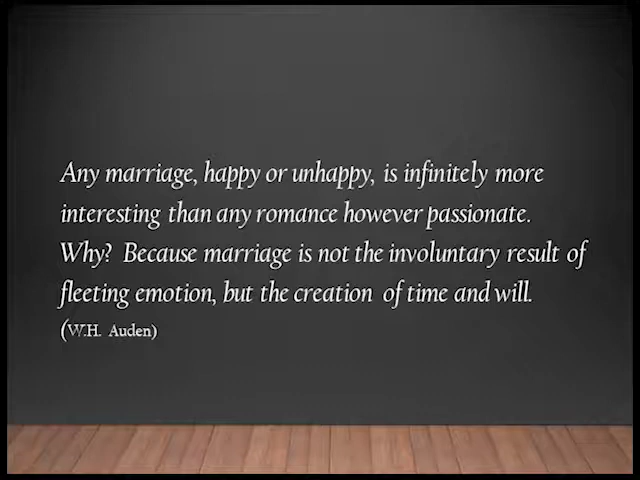 Any marriage, happy or unhappy, is infinitely more
interesting than any romance however passionate.
Why? Because marriage is not the involuntary result of
fleeting emotion, but the creation of time and will.
(W.H. Auden)